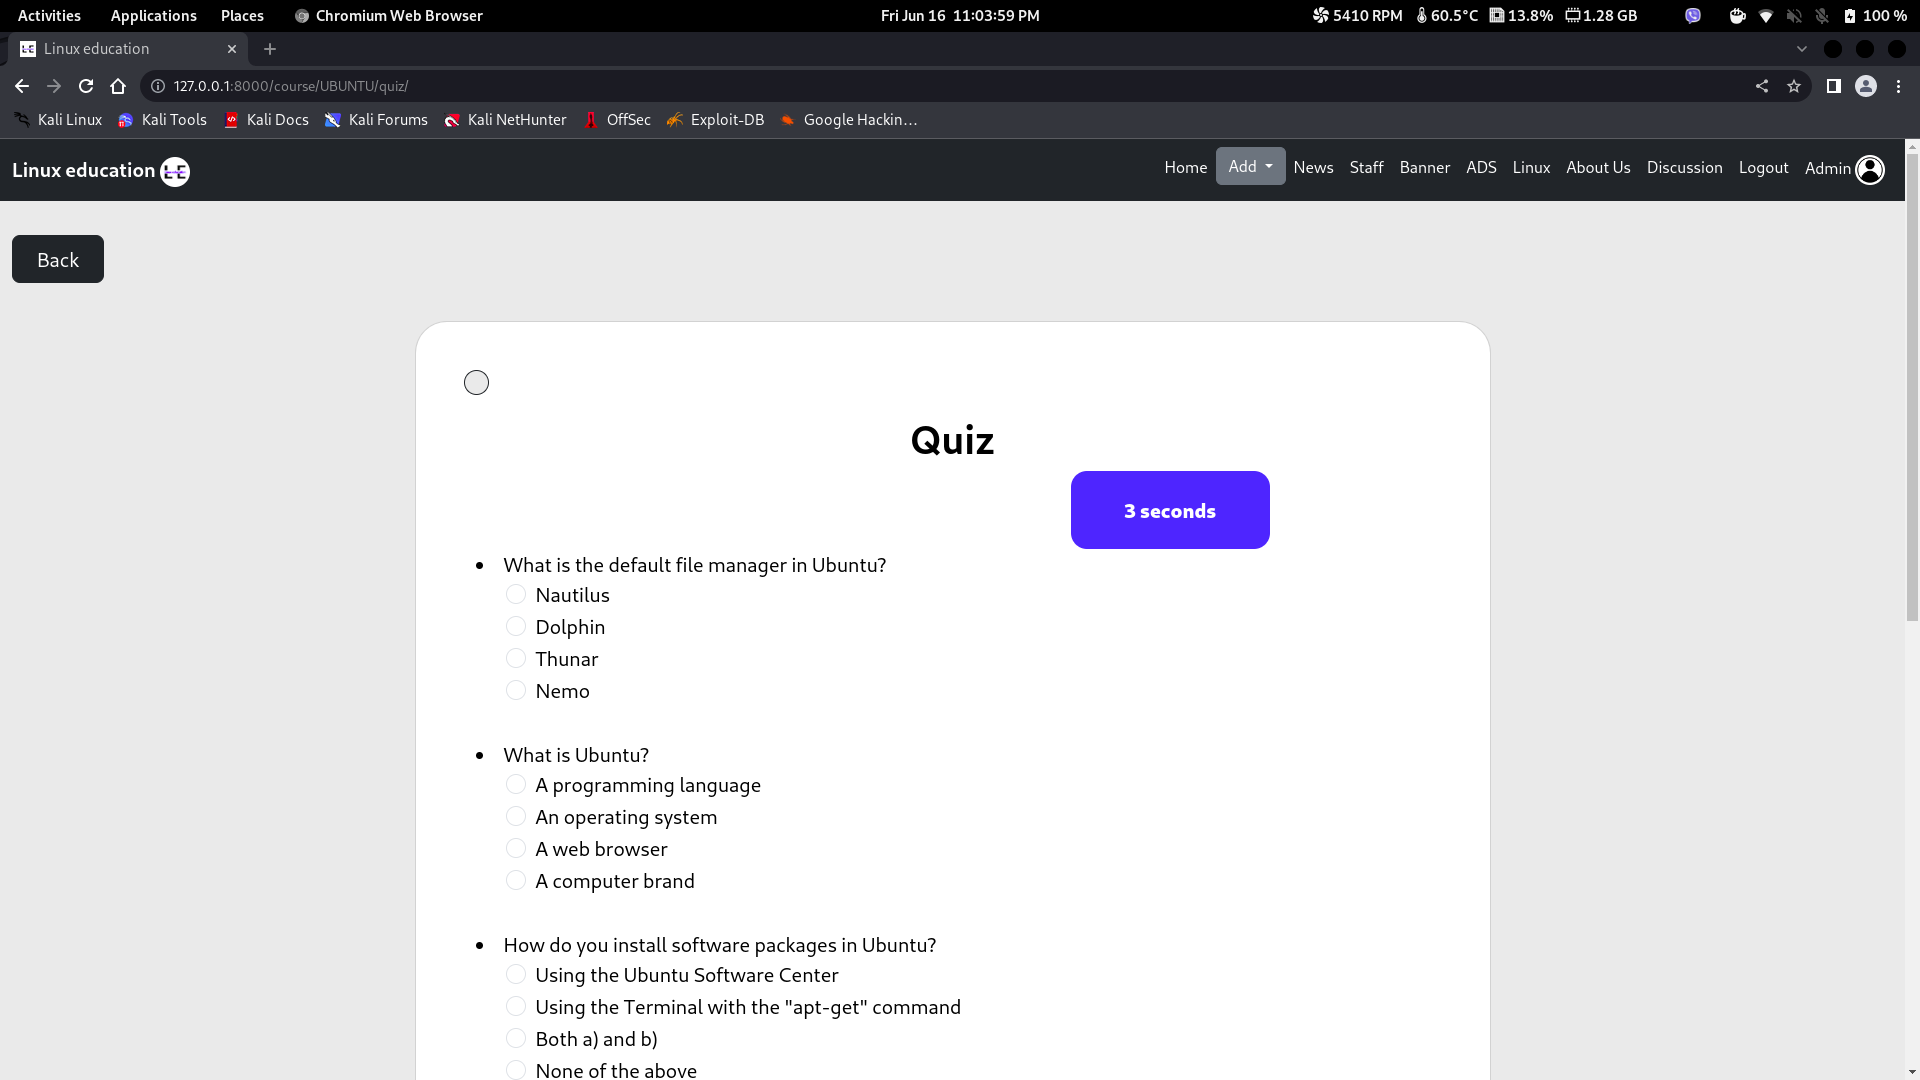 Activities Applications Places Chromium Web Browser Fri Jun 16 11:03:59 PM 5410 RPM 60.5°C 13.8% 1.28 GB 100 %
Linux education
127.0.0.1:8000/course/UBUNTU/quiz/
Kali Linux Kali Tools Kali Docs Kali Forums Kali NetHunter OffSec Exploit-DB Google Hackin...
Linux education LE Home Add News Staff Banner ADS Linux About Us Discussion Logout Admin
Back
Quiz
3 seconds
What is the default file manager in Ubuntu?
Nautilus
Dolphin
Thunar
Nemo
What is Ubuntu?
A programming language
An operating system
A web browser
A computer brand
How do you install software packages in Ubuntu?
Using the Ubuntu Software Center
Using the Terminal with the "apt-get" command
Both a) and b)
None of the above